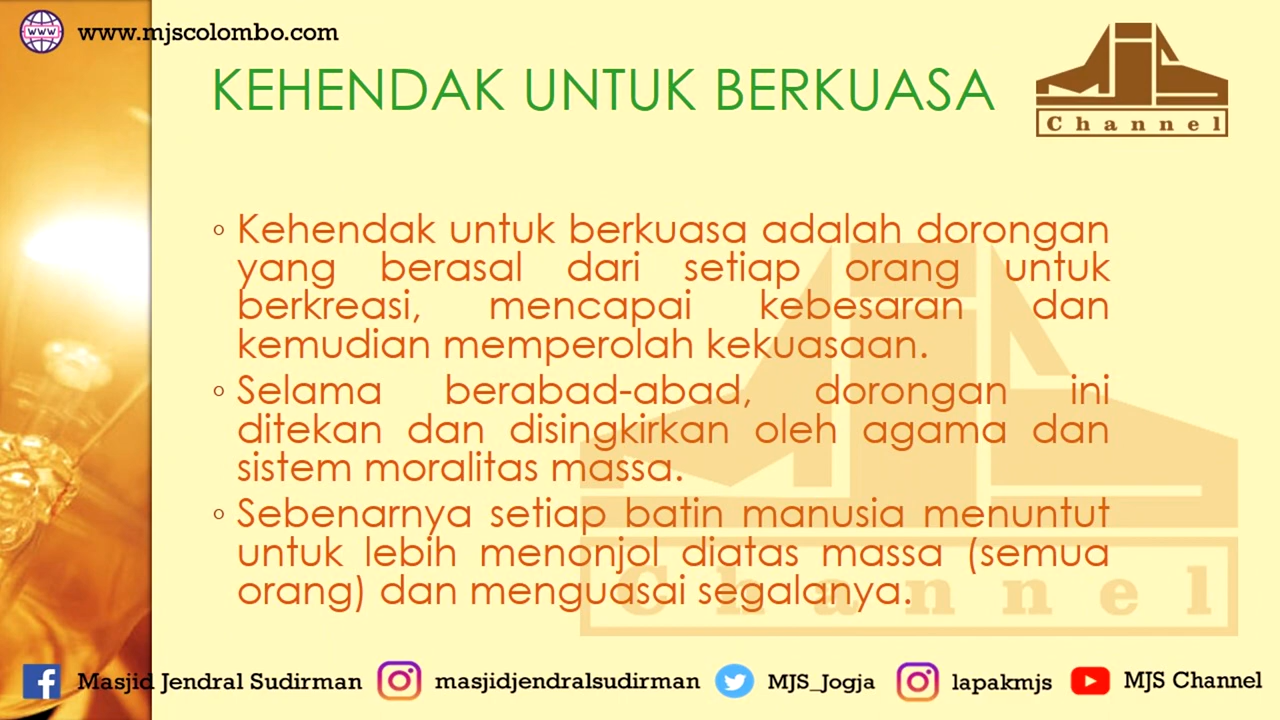 www.mjscolombo.com
KEHENDAK UNTUK BERKUASA
MJS
Channel
◦ Kehendak untuk berkuasa adalah dorongan
yang berasal dari setiap orang untuk
berkreasi, mencapai kebesaran dan
kemudian memperolah kekuasaan.
◦ Selama berabad-abad, dorongan ini
ditekan dan disingkirkan oleh agama dan
sistem moralitas massa.
◦ Sebenarnya setiap batin manusia menuntut
untuk lebih menonjol diatas massa (semua
orang) dan menguasai segalanya.
MJS
Channel
Masjid Jendral Sudirman masjidjendralsudirman MJS_Jogja lapakmjs MJS Channel